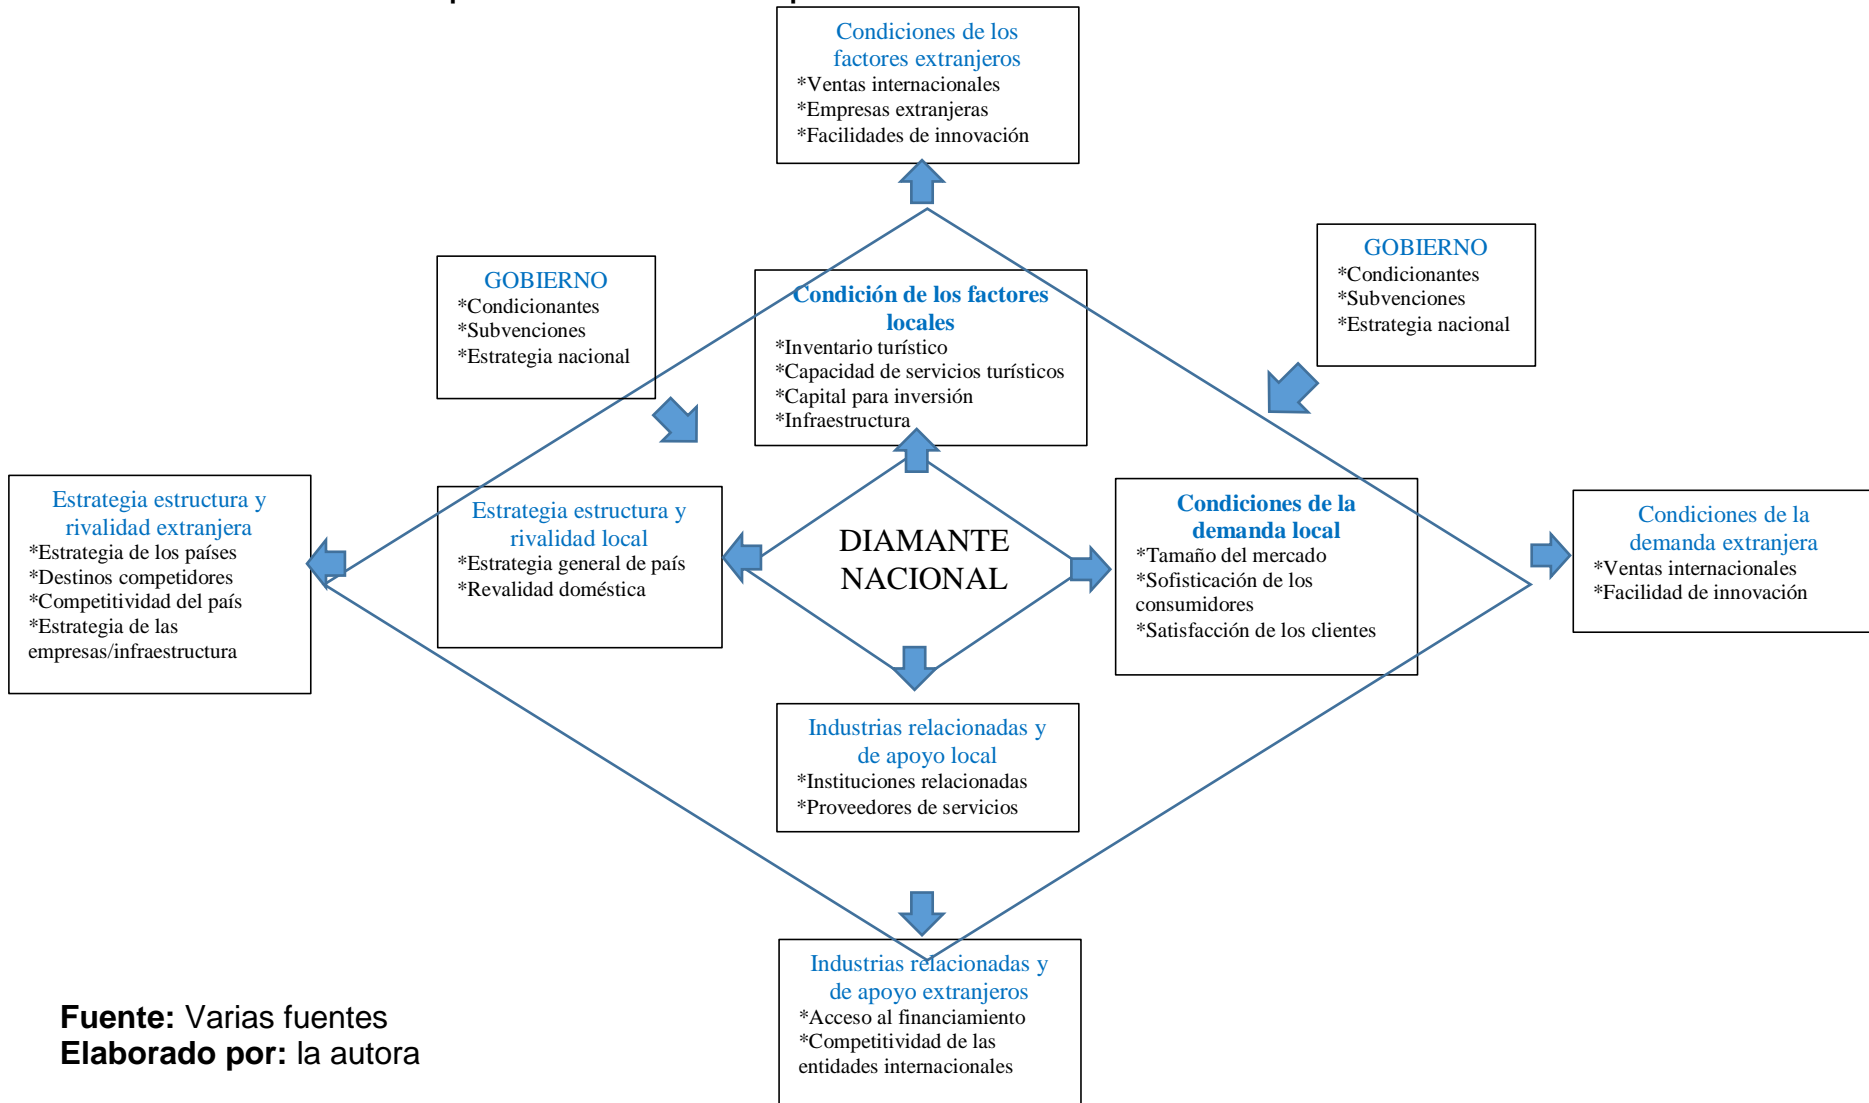 Condiciones de los
factores extranjeros
*Ventas internacionales
*Empresas extranjeras
*Facilidades de innovación
GOBIERNO
*Condicionantes
*Subvenciones
*Estrategia nacional
GOBIERNO
*Condicionantes
*Subvenciones
*Estrategia nacional
Condición de los factores
locales
*Inventario turístico
*Capacidad de servicios turísticos
*Capital para inversión
*Infraestructura
Estrategia estructura y
rivalidad extranjera
*Estrategia de los países
*Destinos competidores
*Competitividad del país
*Estrategia de las
empresas/infraestructura
Estrategia estructura y
rivalidad local
*Estrategia general de país
*Revalidad doméstica
DIAMANTE
NACIONAL
Condiciones de la
demanda local
*Tamaño del mercado
*Sofisticación de los
consumidores
*Satisfacción de los clientes
Condiciones de la
demanda extranjera
*Ventas internacionales
*Facilidad de innovación
Industrias relacionadas y
de apoyo local
*Instituciones relacionadas
*Proveedores de servicios
Industrias relacionadas y
de apoyo extranjeros
*Acceso al financiamiento
*Competitividad de las
entidades internacionales
Fuente: Varias fuentes
Elaborado por: la autora